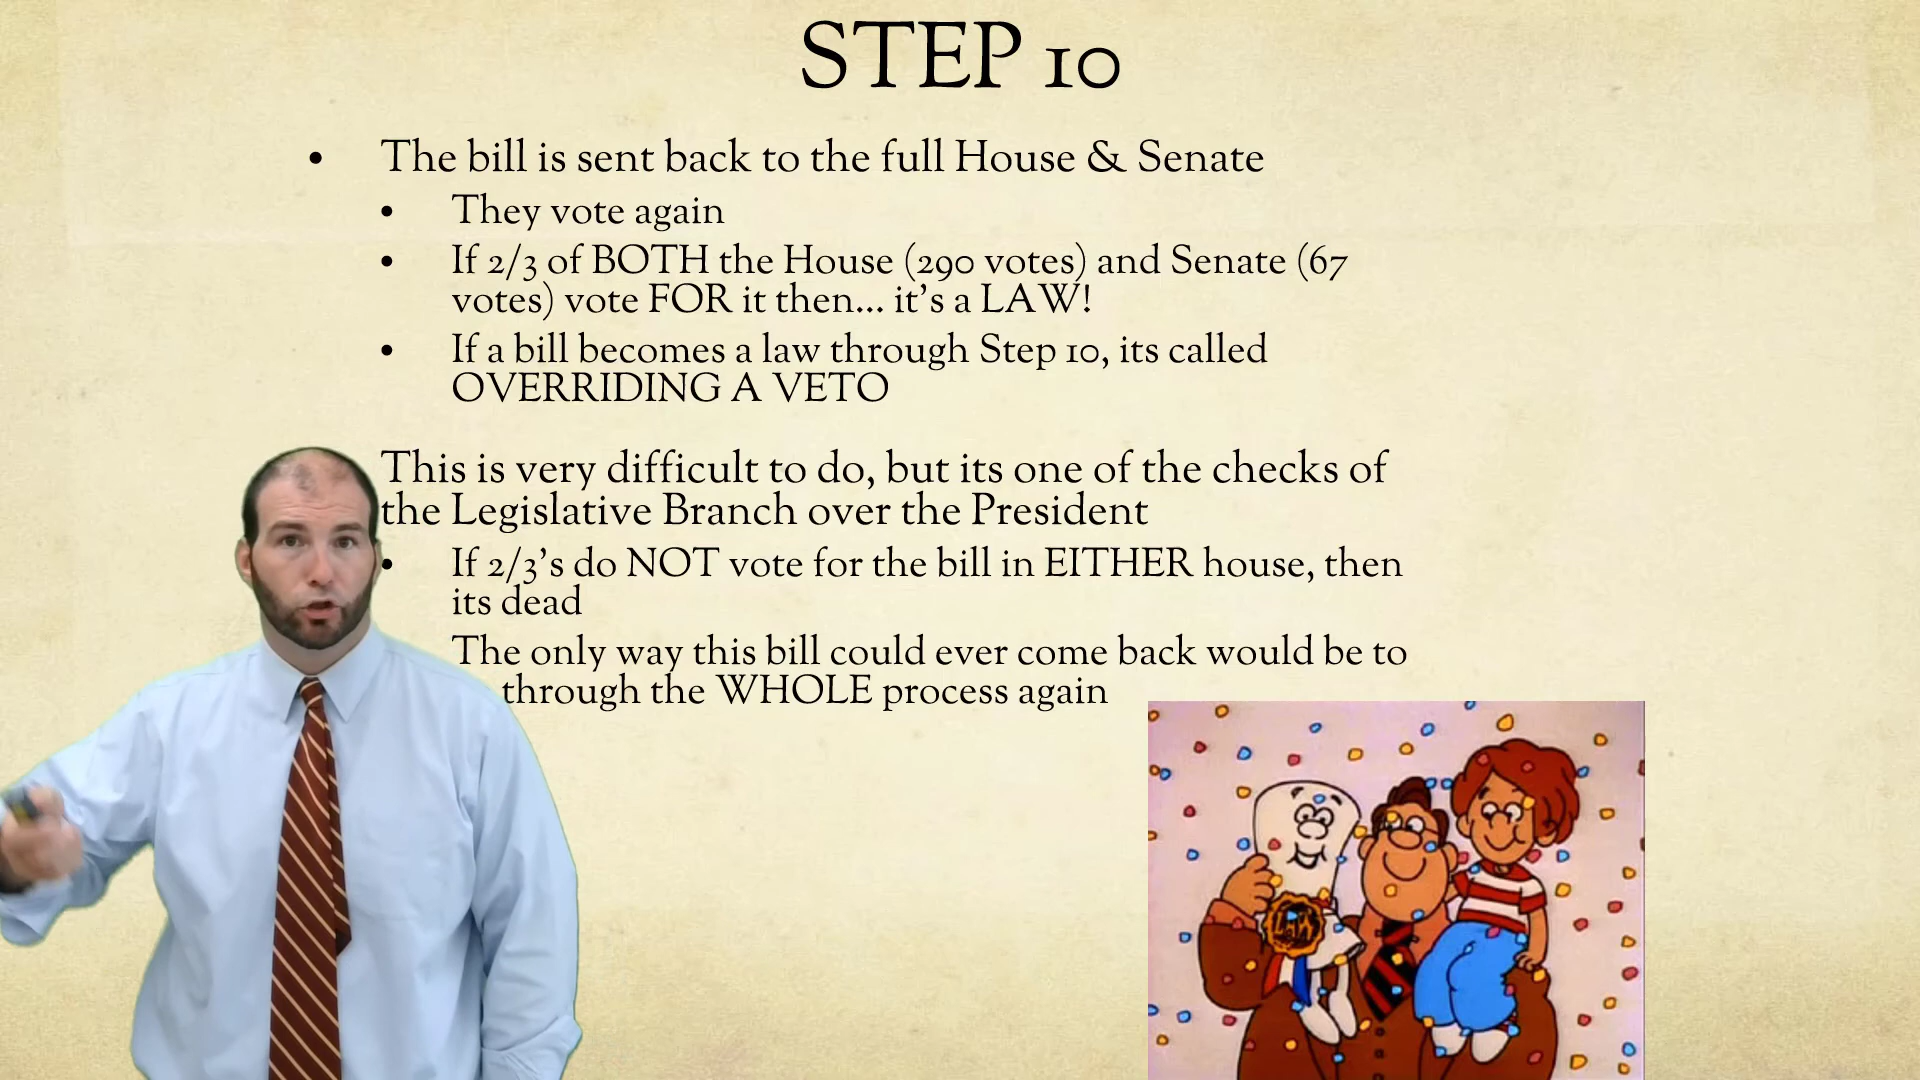 STEP 10
• The bill is sent back to the full House & Senate
• They vote again
• If 2/3 of BOTH the House (290 votes) and Senate (67
votes) vote FOR it then... it's a LAW!
• If a bill becomes a law through Step 10, its called
OVERRIDING A VETO
This is very difficult to do, but its one of the checks of
the Legislative Branch over the President
• If 2/3's do NOT vote for the bill in EITHER house, then
its dead
The only way this bill could ever come back would be to
through the WHOLE process again
LAW